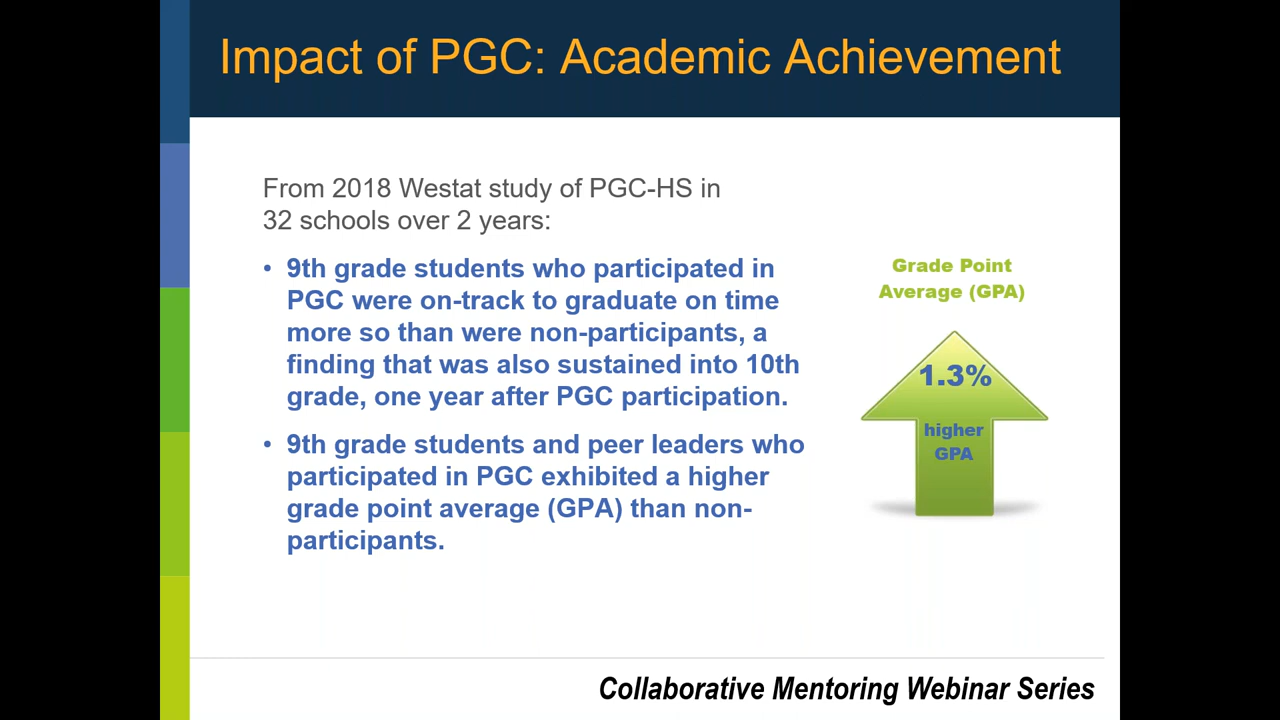 Impact of PGC: Academic Achievement
From 2018 Westat study of PGC-HS in
32 schools over 2 years:
• 9th grade students who participated in
PGC were on-track to graduate on time
more so than were non-participants, a
finding that was also sustained into 10th
grade, one year after PGC participation.
• 9th grade students and peer leaders who
participated in PGC exhibited a higher
grade point average (GPA) than non-
participants.
Grade Point
Average (GPA)
1.3%
higher
GPA
Collaborative Mentoring Webinar Series